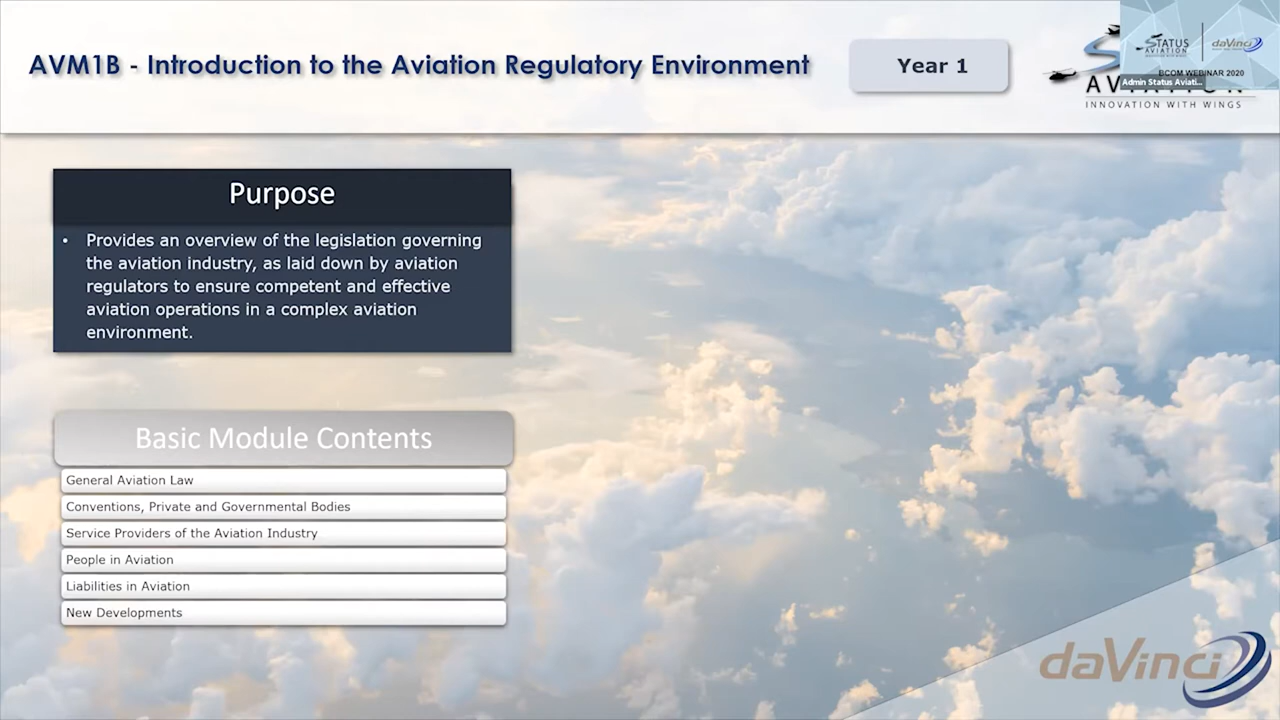 AVM1B - Introduction to the Aviation Regulatory Environment
Year 1
STATUS
AVIATION
daVinci
BCOM WEBINAR 2020
Admin Status Aviati...
INNOVATION WITH WINGS
Purpose
• Provides an overview of the legislation governing
the aviation industry, as laid down by aviation
regulators to ensure competent and effective
aviation operations in a complex aviation
environment.
Basic Module Contents
General Aviation Law
Conventions, Private and Governmental Bodies
Service Providers of the Aviation Industry
People in Aviation
Liabilities in Aviation
New Developments
daVinci